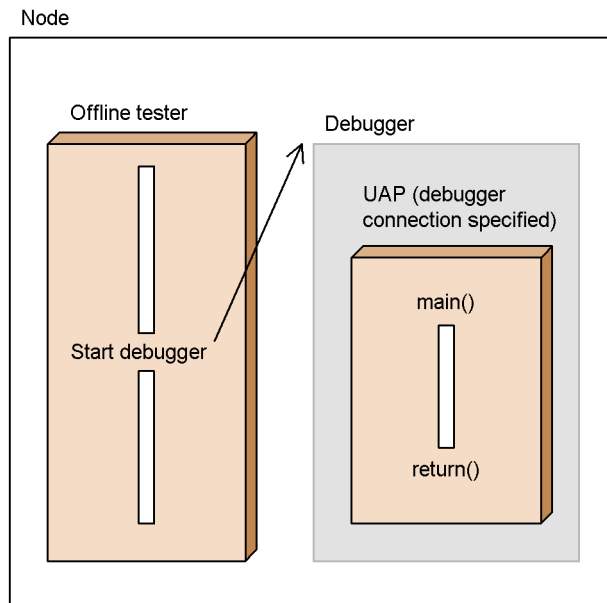 Node
Offline tester
Debugger
UAP (debugger
connection specified)
main()
Start debugger
return()